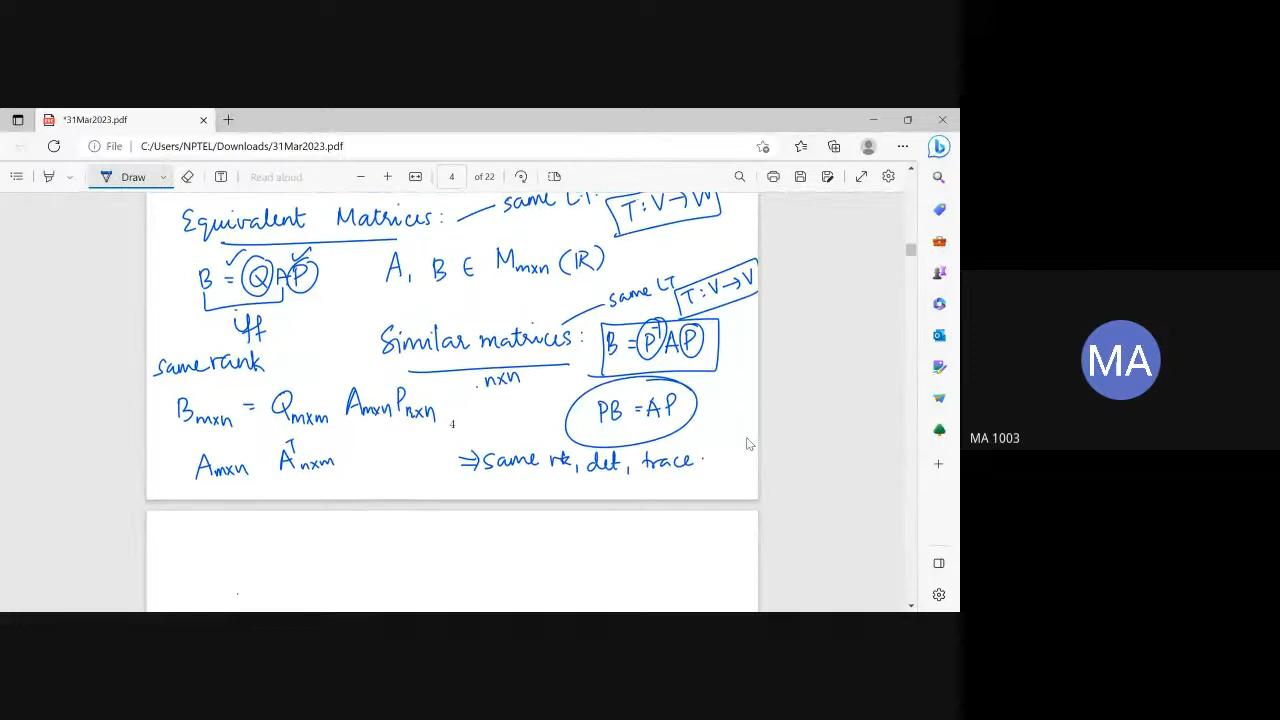 *31Mar2023.pdf
File C:/Users/NPTEL/Downloads/31Mar2023.pdf
Draw Read aloud 4 of 22
Equivalent Matrices: same LT. T: V → W
B = Q A P A, B ∈ Mm×n (R)
iff same LT T: V → V
same rank Similar matrices: B = P⁻¹ A P
n×n
Bm×n = Qm×m Am×n Pn×n PB = AP
4
Am×n Aᵀn×m ⇒ same rk, det, trace.
MA
MA 1003